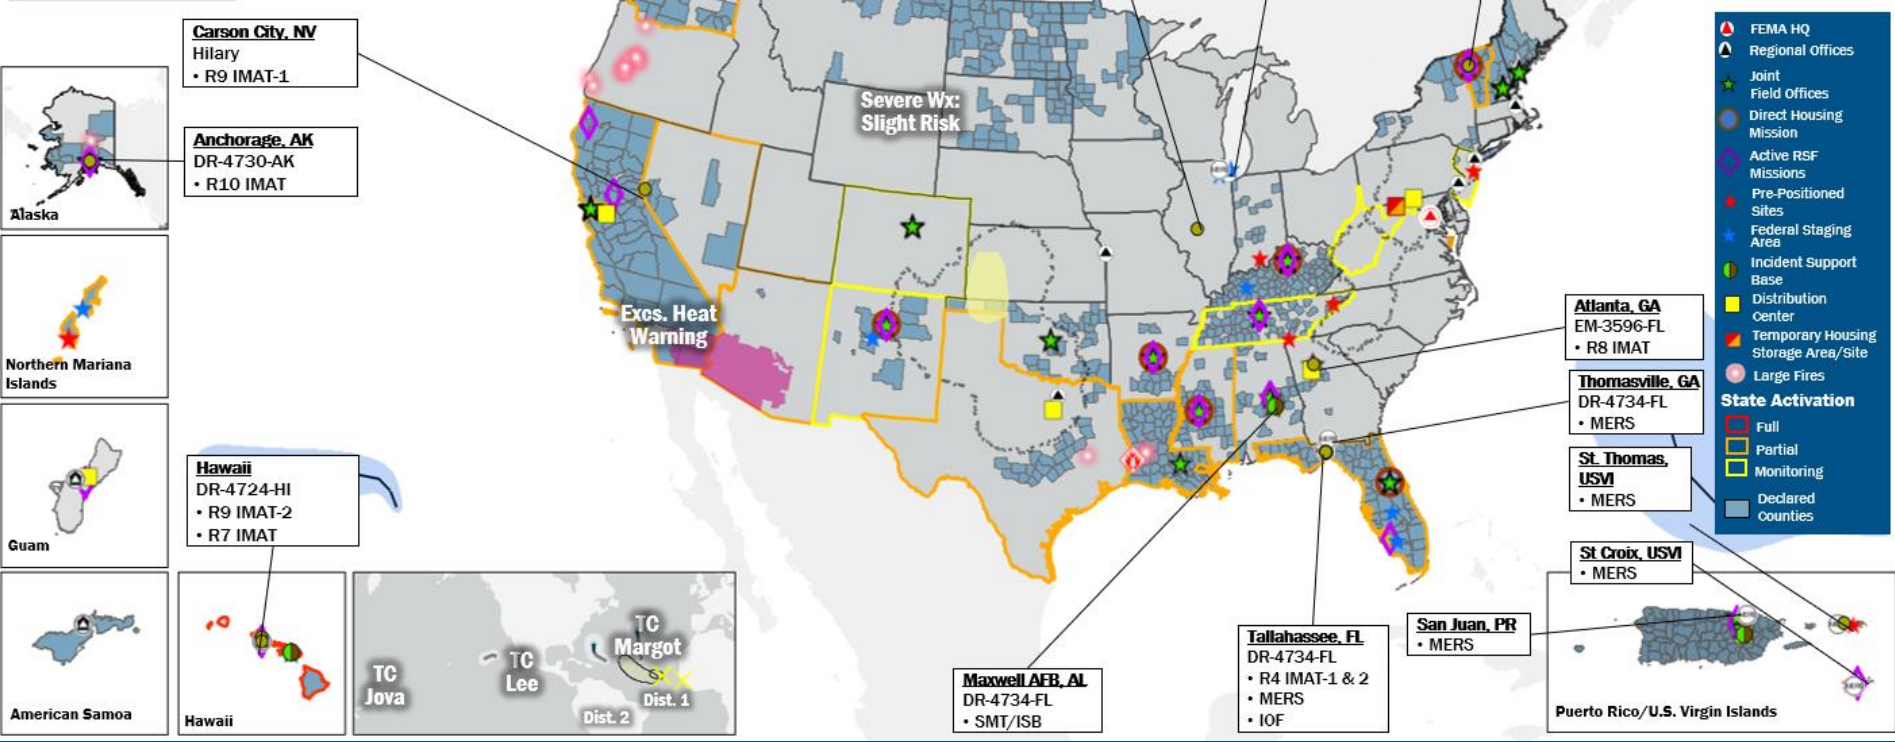 Carson City, NV
Hilary
• R9 IMAT-1
Anchorage, AK
DR-4730-AK
• R10 IMAT
Alaska
Northern Mariana
Islands
Guam
American Samoa
Hawaii
DR-4724-HI
• R9 IMAT-2
• R7 IMAT
Hawaii
Severe Wx:
Slight Risk
Excs. Heat
Warning
TC
Jova
TC
Lee
TC
Margot
Dist. 1
Dist. 2
Maxwell AFB, AL
DR-4734-FL
• SMT/ISB
Tallahassee, FL
DR-4734-FL
• R4 IMAT-1 & 2
• MERS
• IOF
San Juan, PR
• MERS
Atlanta, GA
EM-3596-FL
• R8 IMAT
Thomasville, GA
DR-4734-FL
• MERS
St. Thomas,
USVI
• MERS
St Croix, USVI
• MERS
Puerto Rico/U.S. Virgin Islands
FEMA HQ
Regional Offices
Joint
Field Offices
Direct Housing
Mission
Active RSF
Missions
Pre-Positioned
Sites
Federal Staging
Area
Incident Support
Base
Distribution
Center
Temporary Housing
Storage Area/Site
Large Fires
State Activation
Full
Partial
Monitoring
Declared
Counties